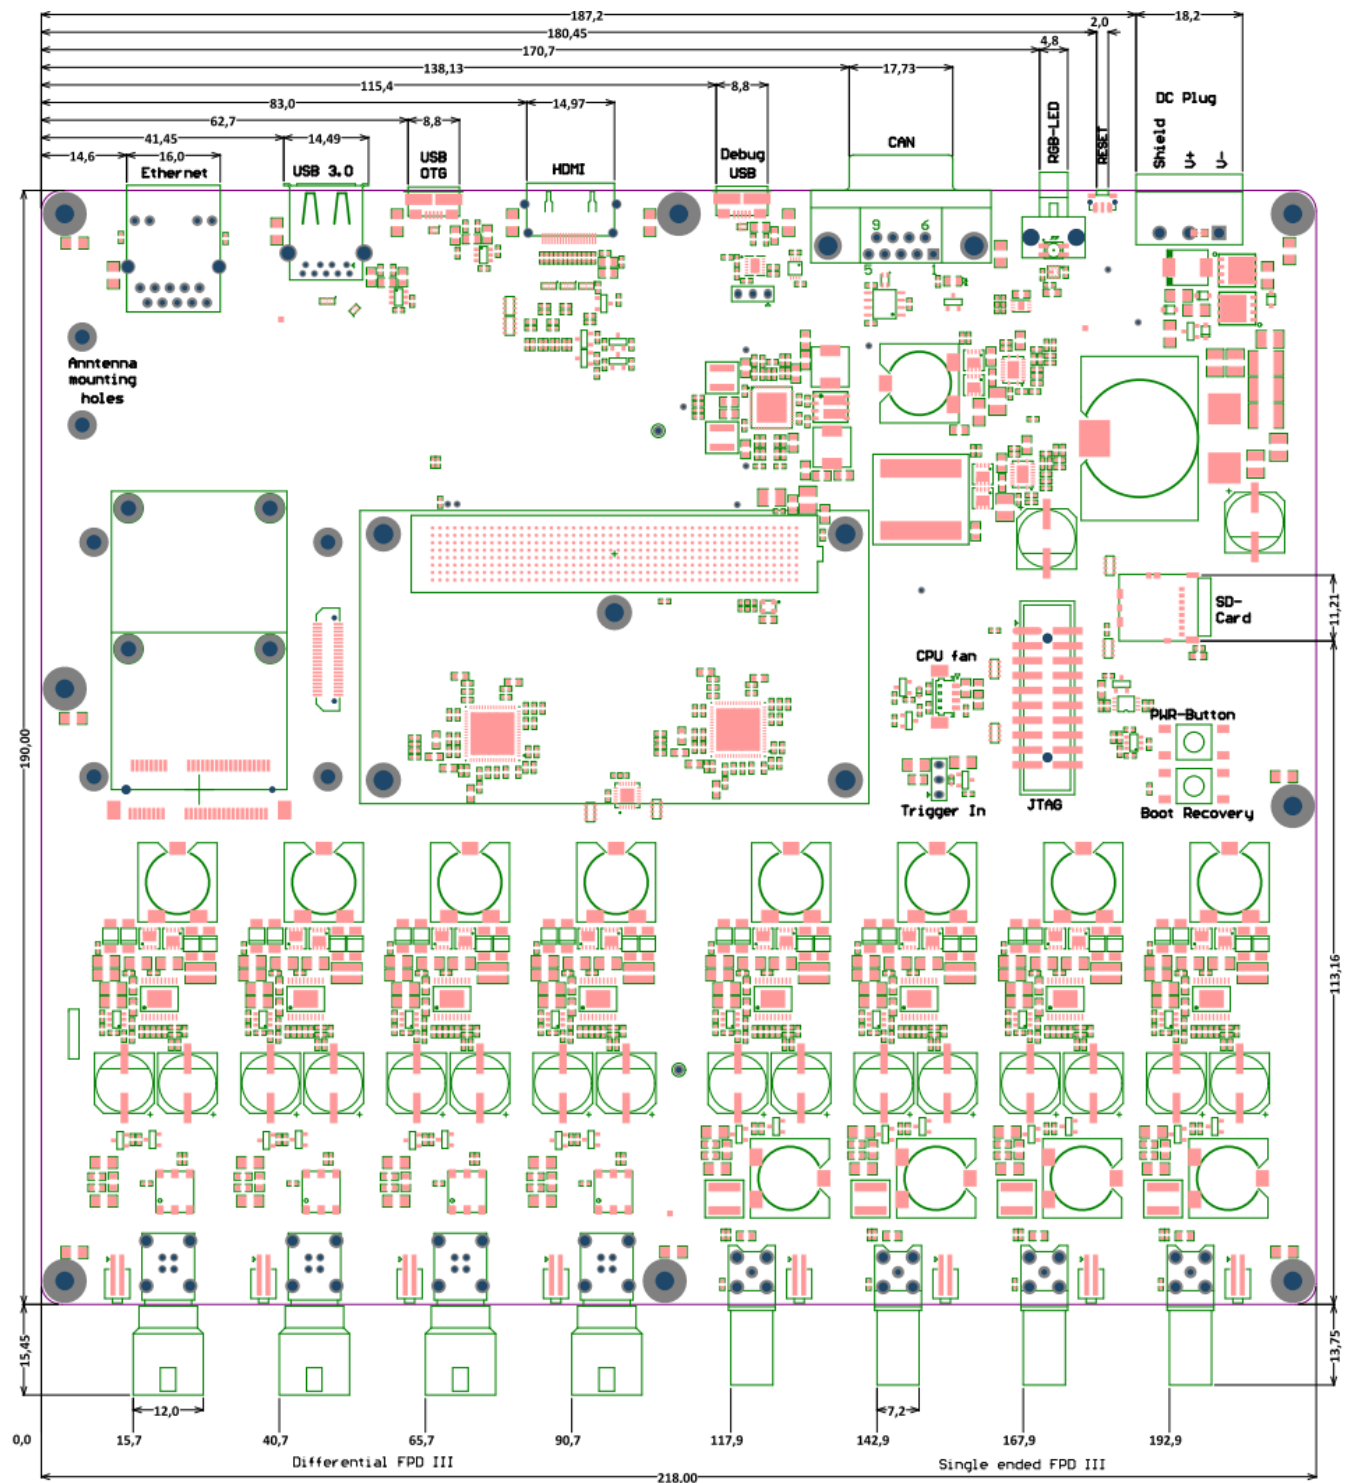 187,2
18,2
2,0
180,45
4,8
170,7
138,13
17,73
115,4
8,8
83,0
14,97
DC Plug
62,7
8,8
41,45
14,49
14,6
16,0
Ethernet
USB 3.0
USB
OTG
HDMI
Debug
USB
CAN
RGB-LED
RESET
Shield
V+
V-
9
6
5
1
Anntenna
mounting
holes
SD-
Card
11,21
CPU fan
PWR-Button
190,00
Trigger In
JTAG
Boot Recovery
113,16
15,45
13,75
12,0
7,2
0,0
15,7
40,7
65,7
90,7
117,9
142,9
167,9
192,9
Differential FPD III
Single ended FPD III
218.00